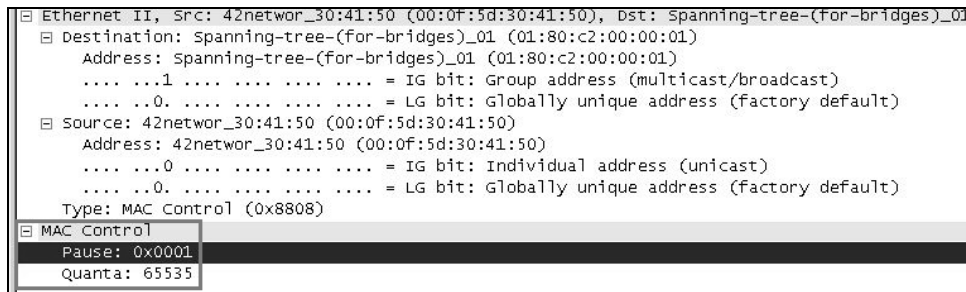 Ethernet II, Src: 42networ_30:41:50 (00:0f:5d:30:41:50), Dst: Spanning-tree-(for-bridges)_01
Destination: Spanning-tree-(for-bridges)_01 (01:80:c2:00:00:01)
Address: Spanning-tree-(for-bridges)_01 (01:80:c2:00:00:01)
.... ...1 .... .... .... .... = IG bit: Group address (multicast/broadcast)
.... ..0. .... .... .... .... = LG bit: Globally unique address (factory default)
Source: 42networ_30:41:50 (00:0f:5d:30:41:50)
Address: 42networ_30:41:50 (00:0f:5d:30:41:50)
.... ...0 .... .... .... .... = IG bit: Individual address (unicast)
.... ..0. .... .... .... .... = LG bit: Globally unique address (factory default)
Type: MAC Control (0x8808)
MAC Control
Pause: 0x0001
Quanta: 65535